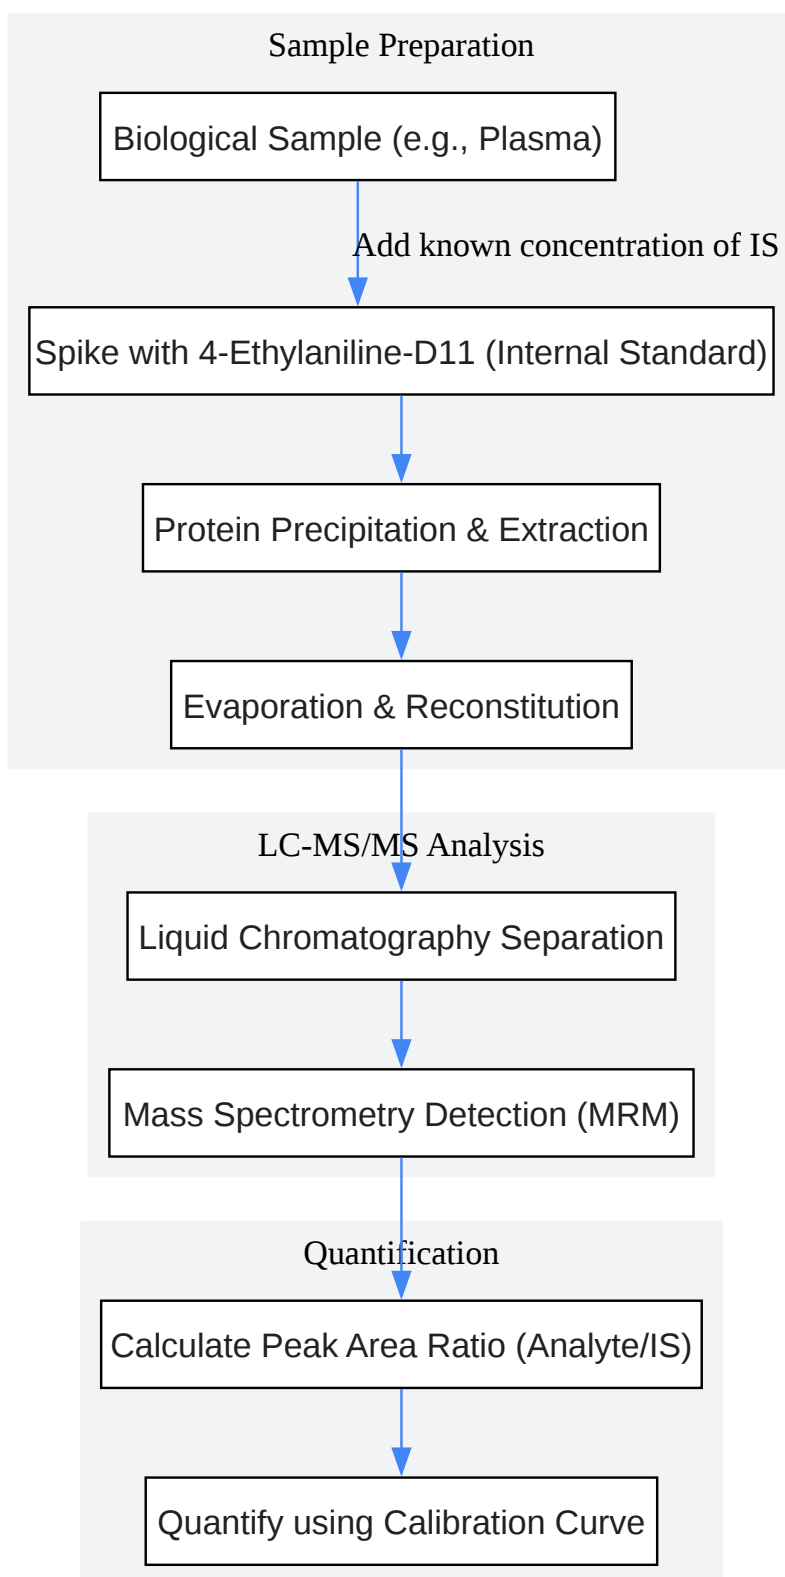 Sample Preparation
Biological Sample (e.g., Plasma)
Add known concentration of IS
Spike with 4-Ethylaniline-D11 (Internal Standard)
Protein Precipitation & Extraction
Evaporation & Reconstitution
LC-MS/MS Analysis
Liquid Chromatography Separation
Mass Spectrometry Detection (MRM)
Quantification
Calculate Peak Area Ratio (Analyte/IS)
Quantify using Calibration Curve